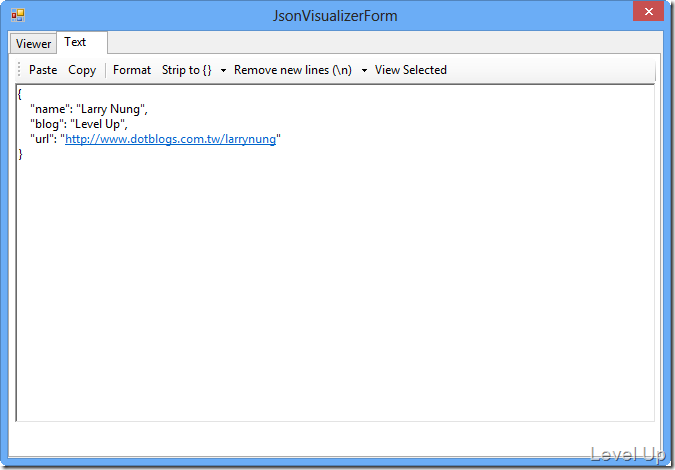 JsonVisualizerForm
Viewer Text
Paste Copy Format Strip to {} Remove new lines (\n) View Selected
{
"name": "Larry Nung",
"blog": "Level Up",
"url": "http://www.dotblogs.com.tw/larrynung"
}
Level Up